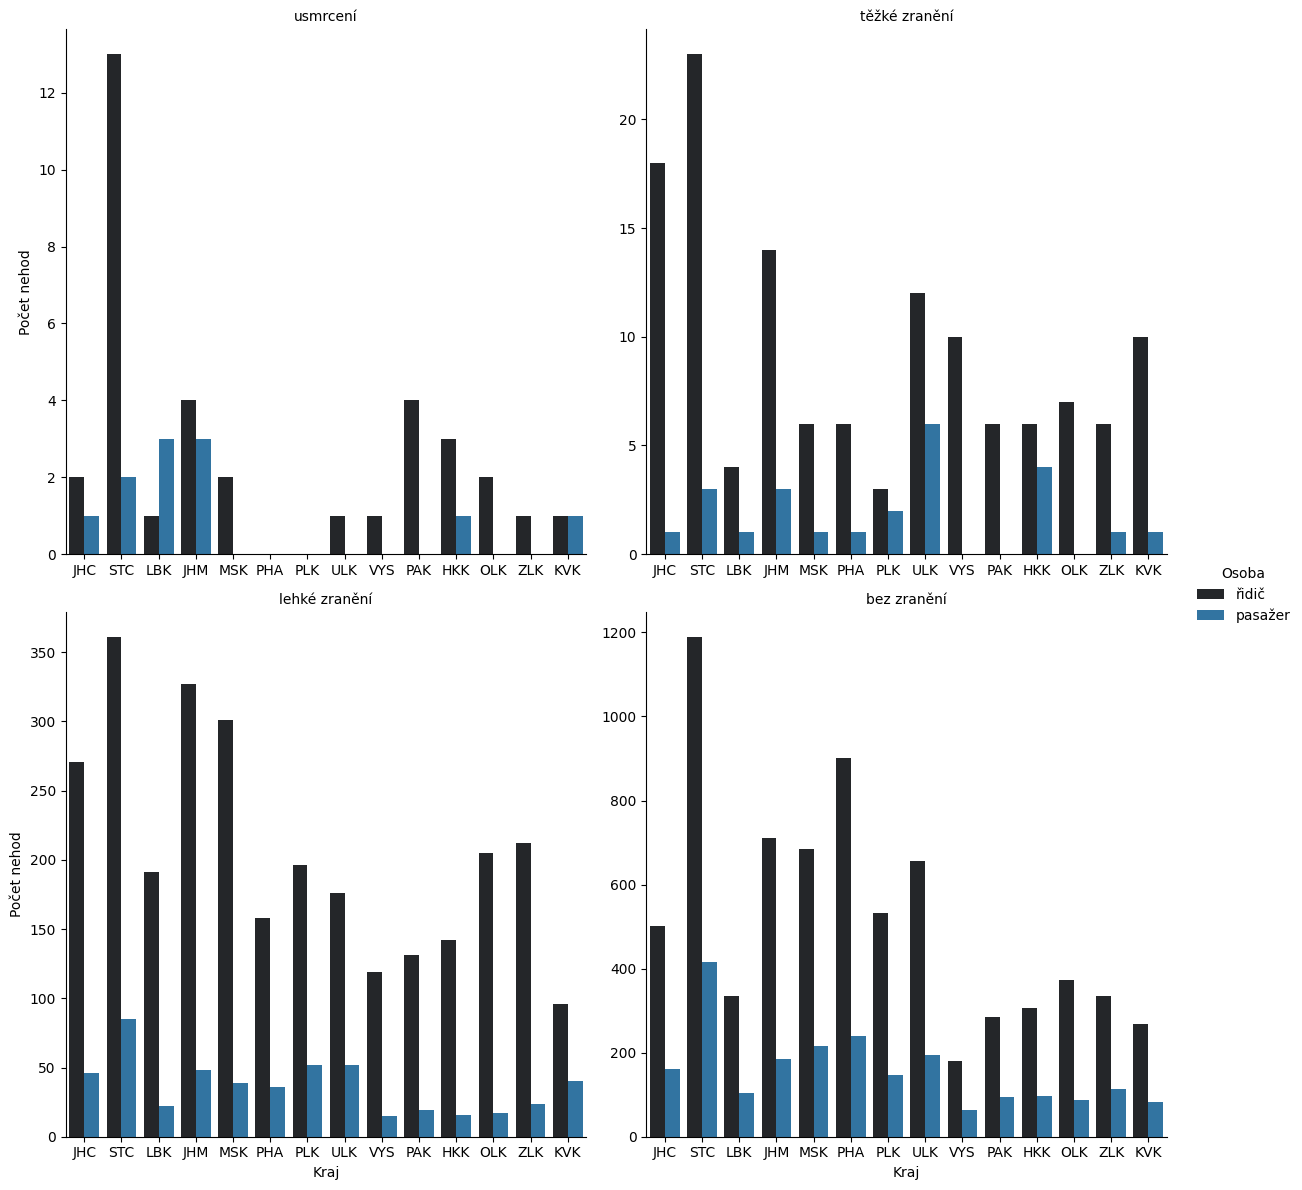 usmrcení
Počet nehod
12
10
8
6
4
2
0
JHC STC LBK JHM MSK PHA PLK ULK VYS PAK HKK OLK ZLK KVK
těžké zranění
20
15
10
5
0
JHC STC LBK JHM MSK PHA PLK ULK VYS PAK HKK OLK ZLK KVK
Osoba
řidič
pasažer
lehké zranění
Počet nehod
350
300
250
200
150
100
50
0
JHC STC LBK JHM MSK PHA PLK ULK VYS PAK HKK OLK ZLK KVK
Kraj
bez zranění
1200
1000
800
600
400
200
0
JHC STC LBK JHM MSK PHA PLK ULK VYS PAK HKK OLK ZLK KVK
Kraj